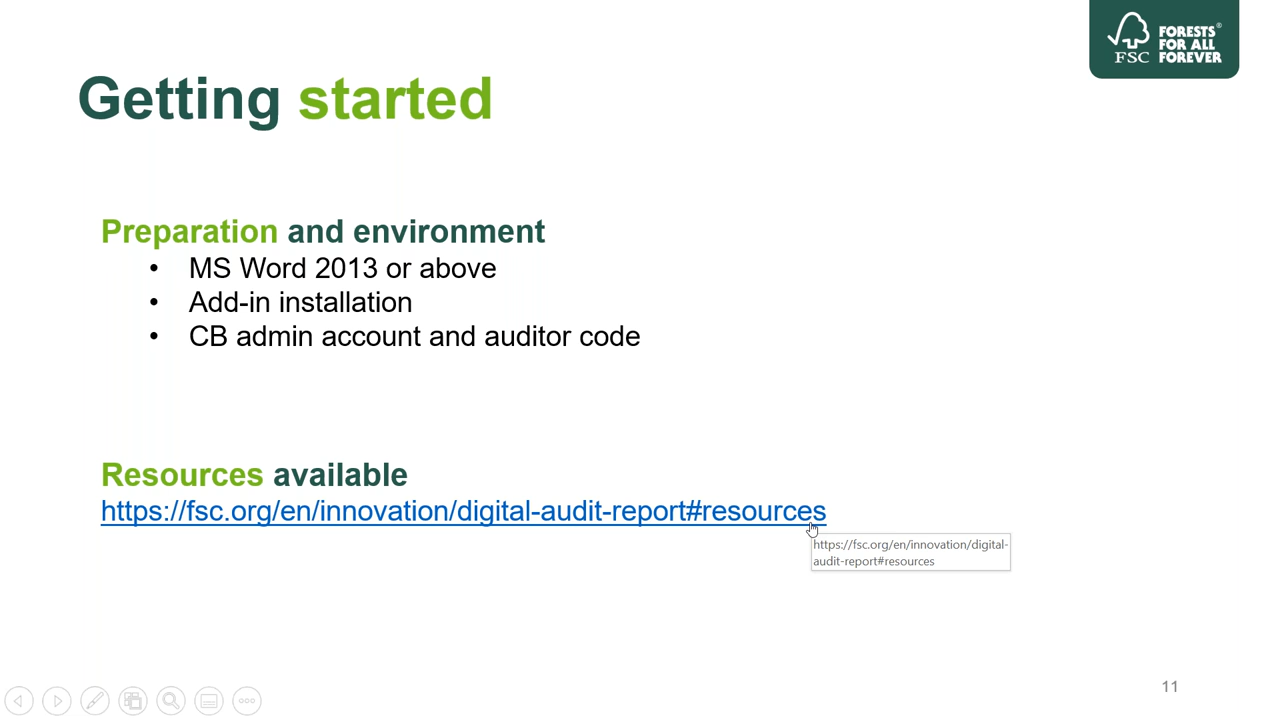 FSC
FORESTS®
FOR ALL
FOREVER
Getting started
Preparation and environment
• MS Word 2013 or above
• Add-in installation
• CB admin account and auditor code
Resources available
https://fsc.org/en/innovation/digital-audit-report#resources
https://fsc.org/en/innovation/digital-
audit-report#resources
11